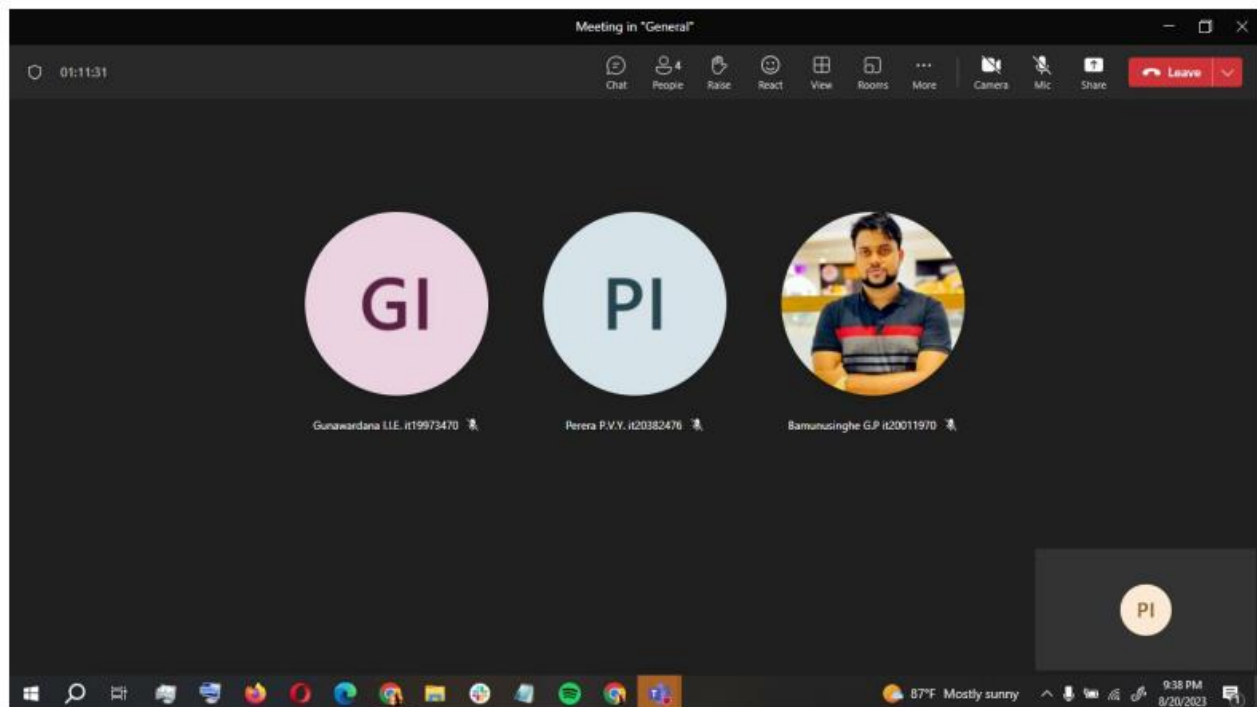 Meeting in "General"
01:11:31
Chat
4
People
Raise
React
View
Rooms
More
Camera
Mic
Share
Leave
GI
PI
Gunawardana I.I.E. it19973470
Perera P.V.Y. it20382476
Bamunusinghe G.P it20011970
PI
87°F Mostly sunny
9:38 PM
8/20/2023